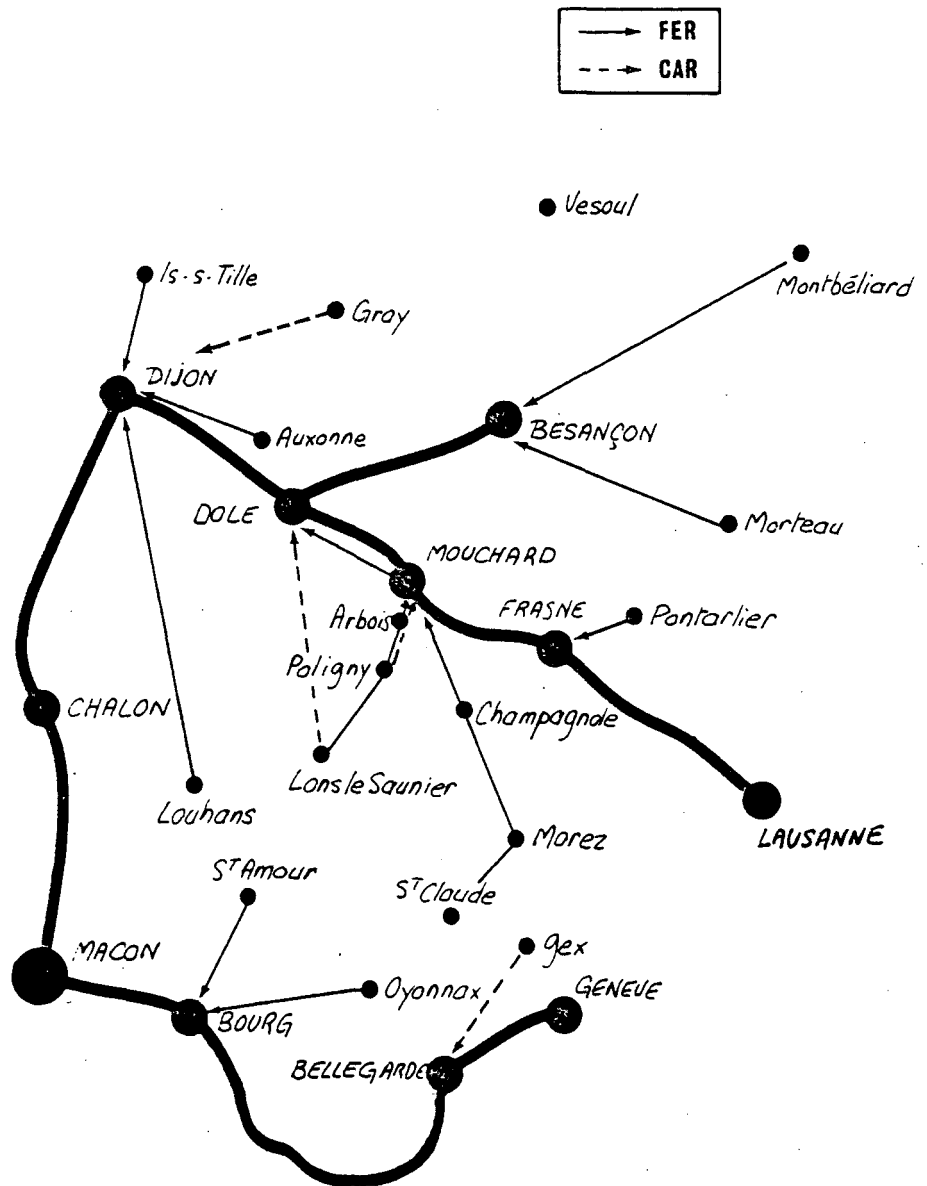 FER
CAR
Vesoul
Is-s-Tille
Montbéliard
Gray
DIJON
Auxonne
BESANÇON
DOLE
Morteau
MOUCHARD
FRASNE
Arbois
Pontarlier
Poligny
CHALON
Champagnole
Lons le Saunier
Louhans
Morez
LAUSANNE
ST Amour
ST Claude
MACON
gex
Oyonnax
GENEVE
BOURG
BELLEGARDE